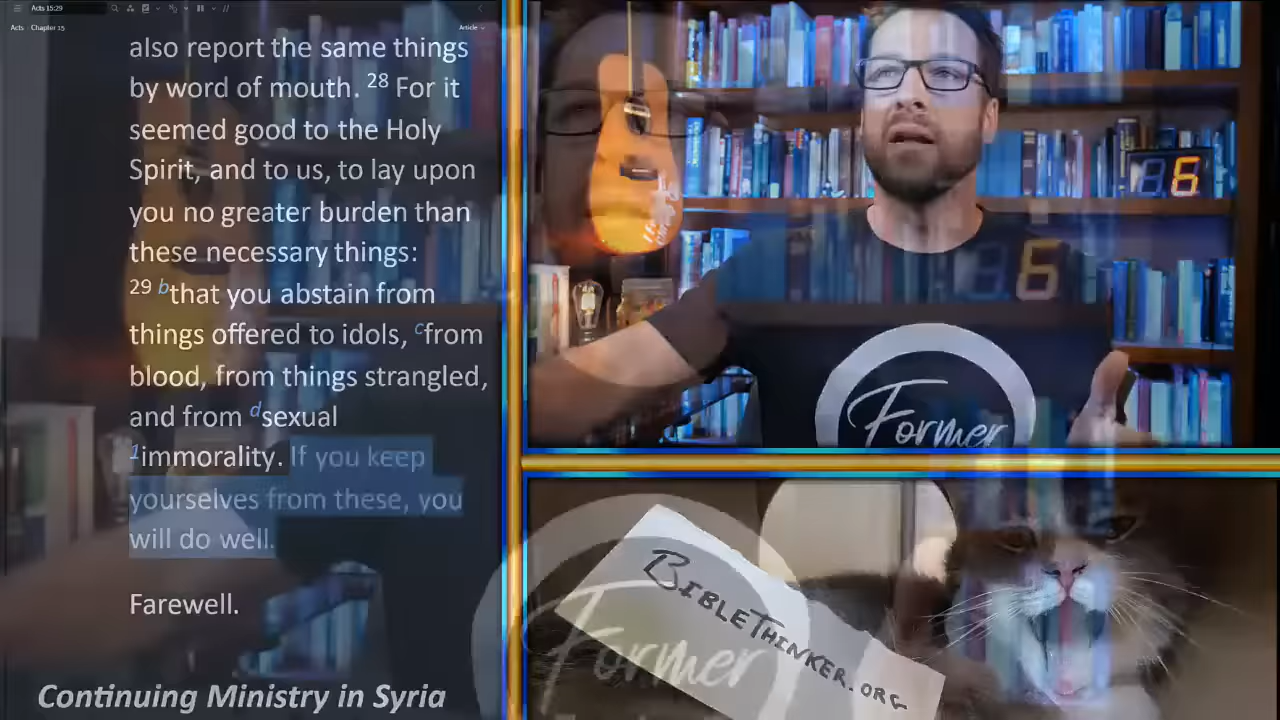 Acts 15:29
Acts Chapter 15
Article
also report the same things
by word of mouth. 28 For it
seemed good to the Holy
Spirit, and to us, to lay upon
you no greater burden than
these necessary things:
29 b that you abstain from
things offered to idols, c from
blood, from things strangled,
and from d sexual
1 immorality. If you keep
yourselves from these, you
will do well.
Farewell.
Continuing Ministry in Syria
6
6
Former
BIBLETHINKER.ORG
Former